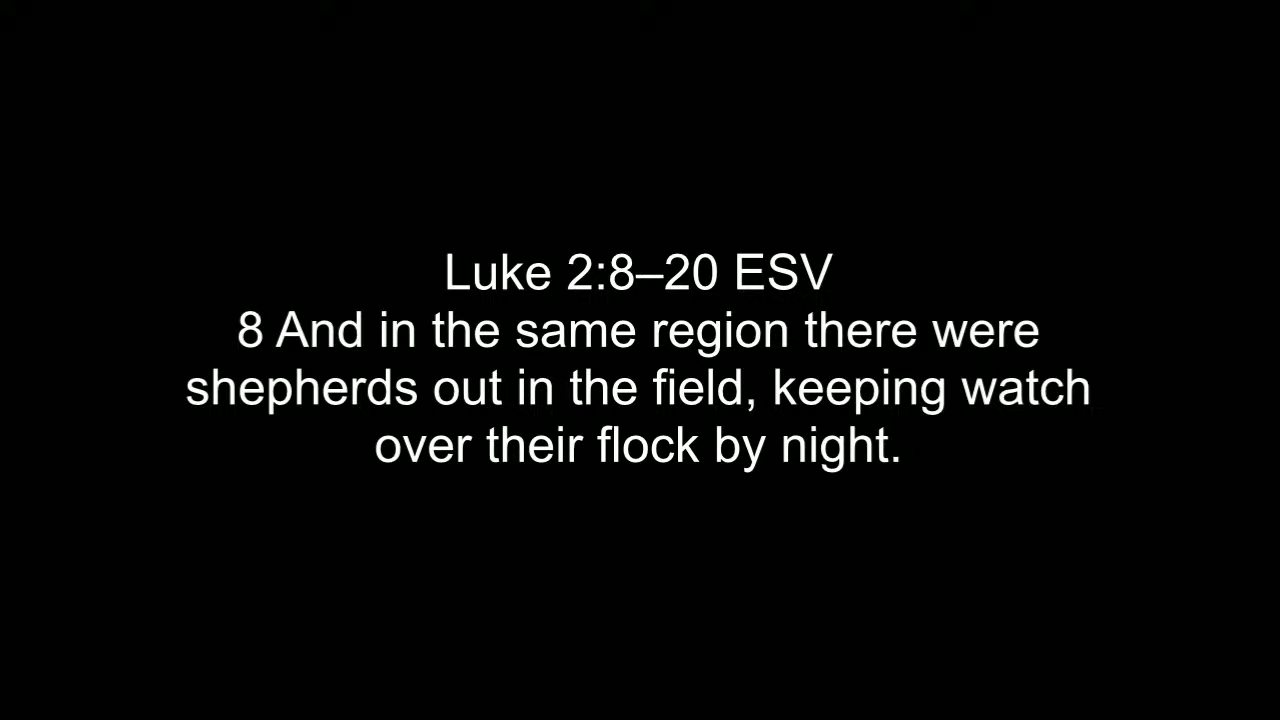 Luke 2:8–20 ESV
8 And in the same region there were
shepherds out in the field, keeping watch
over their flock by night.